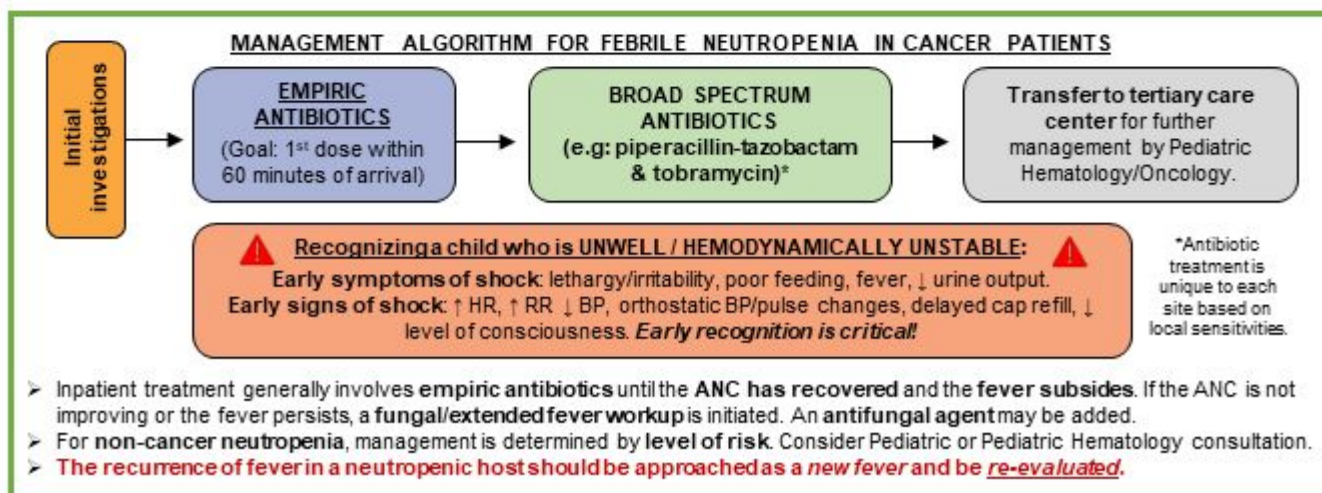 MANAGEMENT ALGORITHM FOR FEBRILE NEUTROPENIA IN CANCER PATIENTS
Initial
investigations
EMPIRIC
ANTIBIOTICS
(Goal: 1st dose within
60 minutes of arrival)
BROAD SPECTRUM
ANTIBIOTICS
(e.g: piperacillin-tazobactam
& tobramycin)*
Transfer to tertiary care
center for further
management by Pediatric
Hematology/Oncology.
Recognizing a child who is UNWELL / HEMODYNAMICALLY UNSTABLE:
Early symptoms of shock: lethargy/irritability, poor feeding, fever, ↓ urine output.
Early signs of shock: ↑ HR, ↑ RR ↓ BP, orthostatic BP/pulse changes, delayed cap refill, ↓
level of consciousness. Early recognition is critical!
*Antibiotic
treatment is
unique to each
site based on
local sensitivities.
➢ Inpatient treatment generally involves empiric antibiotics until the ANC has recovered and the fever subsides. If the ANC is not
improving or the fever persists, a fungal/extended fever workup is initiated. An antifungal agent may be added.
➢ For non-cancer neutropenia, management is determined by level of risk. Consider Pediatric or Pediatric Hematology consultation.
➢ The recurrence of fever in a neutropenic host should be approached as a new fever and be re-evaluated.